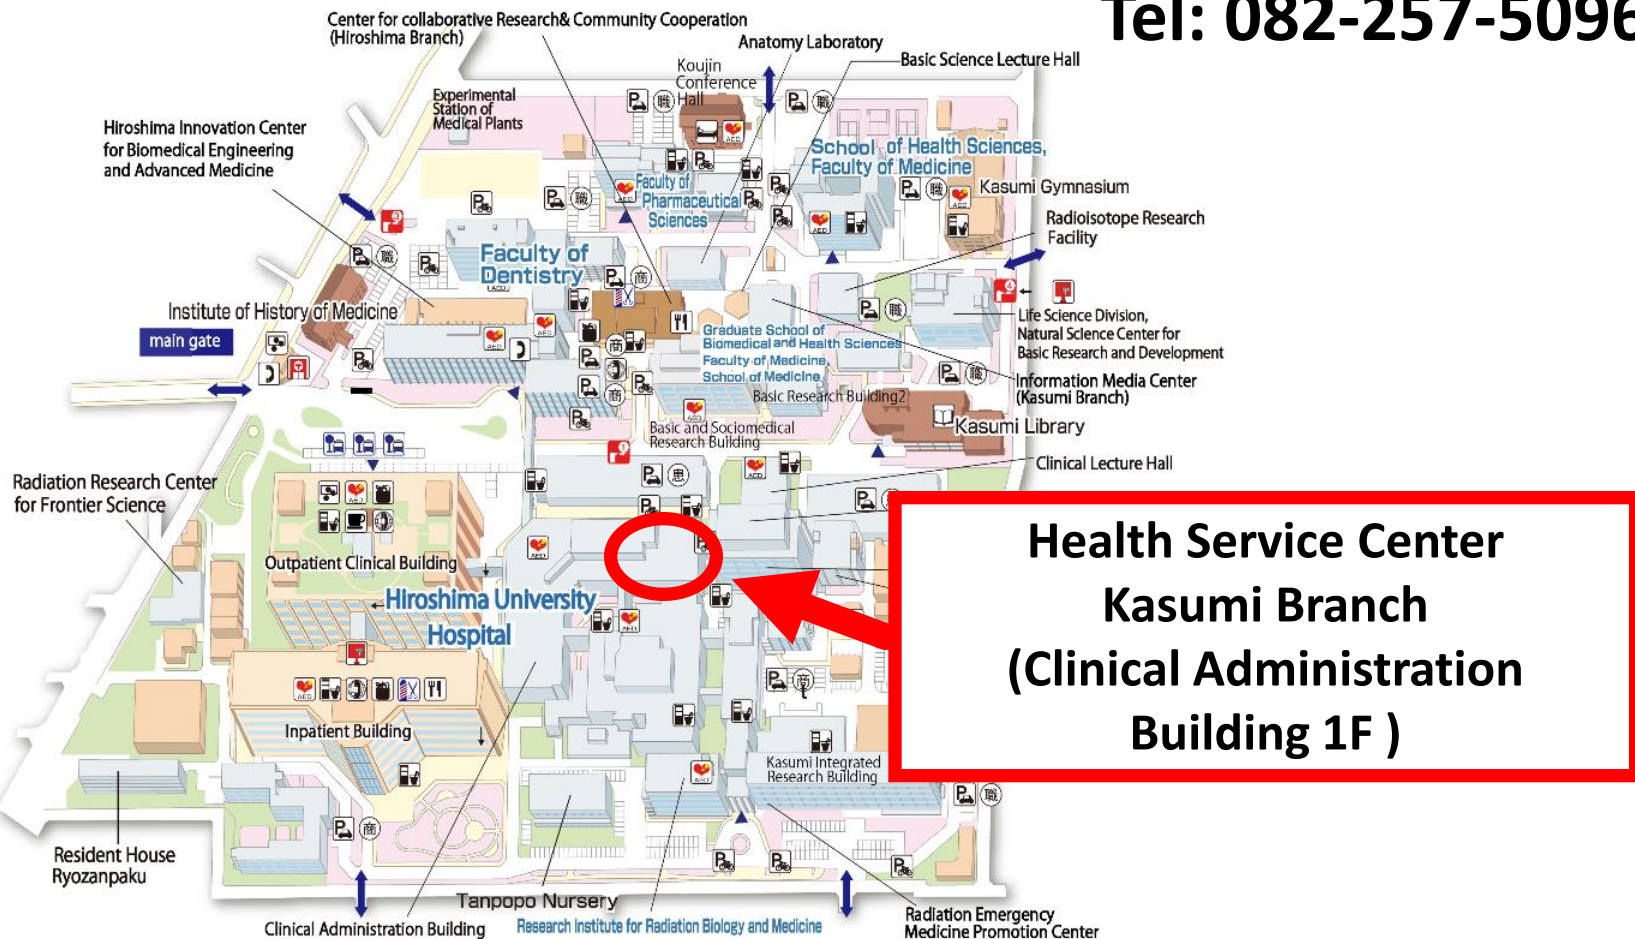 Tel: 082-257-5096
Center for collaborative Research& Community Cooperation
(Hiroshima Branch)
Anatomy Laboratory
Basic Science Lecture Hall
Koujin
Conference
Hall
Experimental
Station of
Medical Plants
Hiroshima Innovation Center
for Biomedical Engineering
and Advanced Medicine
School of Health Sciences,
Faculty of Medicine
Faculty of
Pharmaceutical
Sciences
Kasumi Gymnasium
Radioisotope Research
Facility
Faculty of
Dentistry
Institute of History of Medicine
main gate
Life Science Division,
Natural Science Center for
Basic Research and Development
Graduate School of
Biomedical and Health Sciences
Faculty of Medicine,
School of Medicine
Information Media Center
(Kasumi Branch)
Basic Research Building2
Basic and Sociomedical
Research Building
Kasumi Library
Clinical Lecture Hall
Radiation Research Center
for Frontier Science
Outpatient Clinical Building
Hiroshima University
Hospital
Health Service Center
Kasumi Branch
(Clinical Administration
Building 1F )
Inpatient Building
Kasumi Integrated
Research Building
Resident House
Ryozanpaku
Tanpopo Nursery
Clinical Administration Building
Research Institute for Radiation Biology and Medicine
Radiation Emergency
Medicine Promotion Center